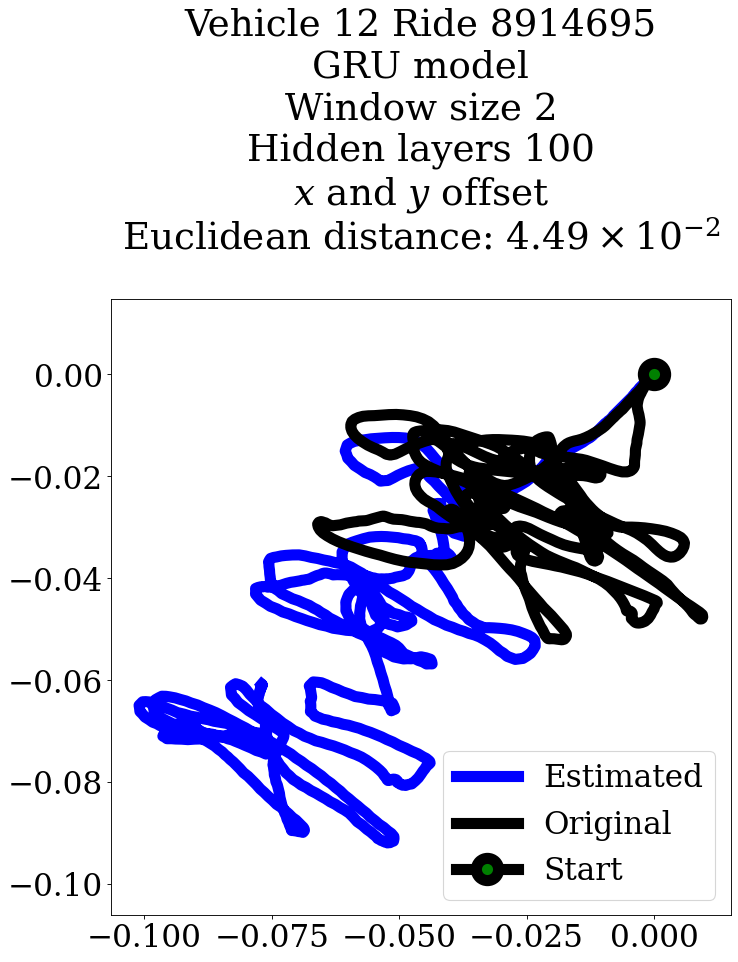 Vehicle 12 Ride 8914695
GRU model
Window size 2
Hidden layers 100
x and y offset
Euclidean distance: 4.49 × 10⁻²
0.00
−0.02
−0.04
−0.06
−0.08
−0.10
Estimated
Original
Start
−0.100 −0.075 −0.050 −0.025 0.000